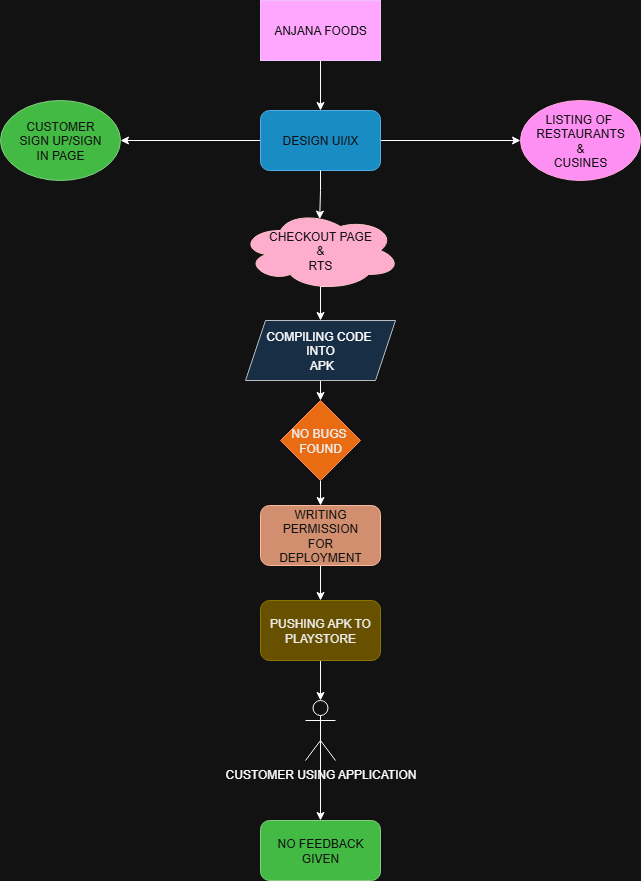 ANJANA FOODS
CUSTOMER
SIGN UP/SIGN
IN PAGE
DESIGN UI/IX
LISTING OF
RESTAURANTS
&
CUSINES
CHECKOUT PAGE
&
RTS
COMPILING CODE
INTO
APK
NO BUGS
FOUND
WRITING
PERMISSION
FOR
DEPLOYMENT
PUSHING APK TO
PLAYSTORE
CUSTOMER USING APPLICATION
NO FEEDBACK
GIVEN